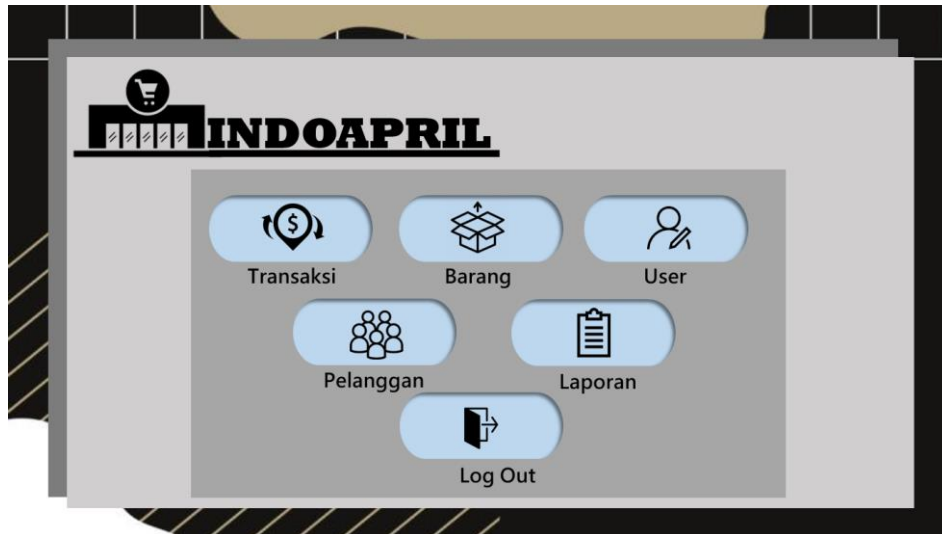 INDOAPRIL
Transaksi
Barang
User
Pelanggan
Laporan
Log Out